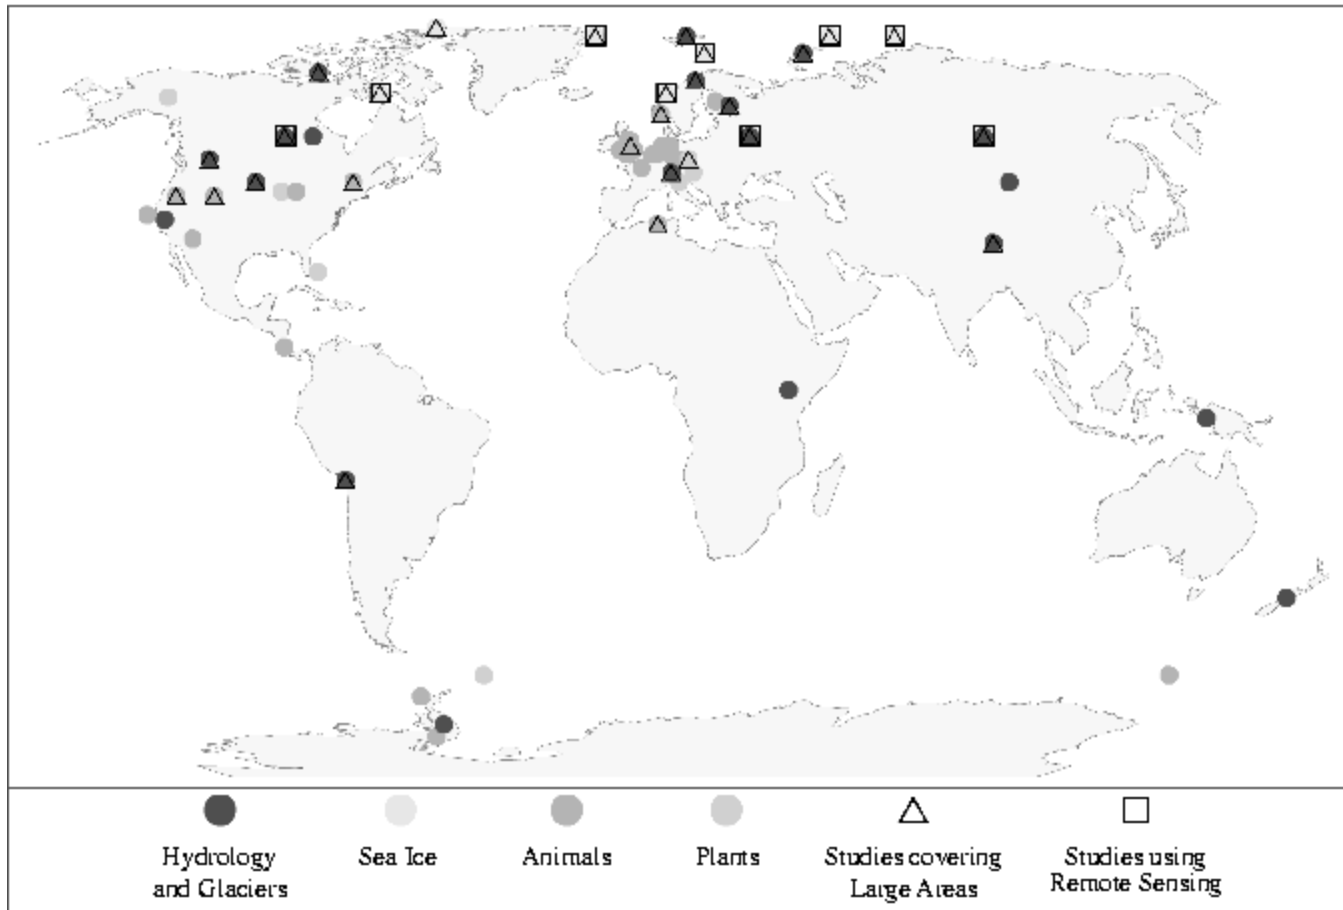 Hydrology
and Glaciers
Sea Ice
Animals
Plants
Studies covering
Large Areas
Studies using
Remote Sensing